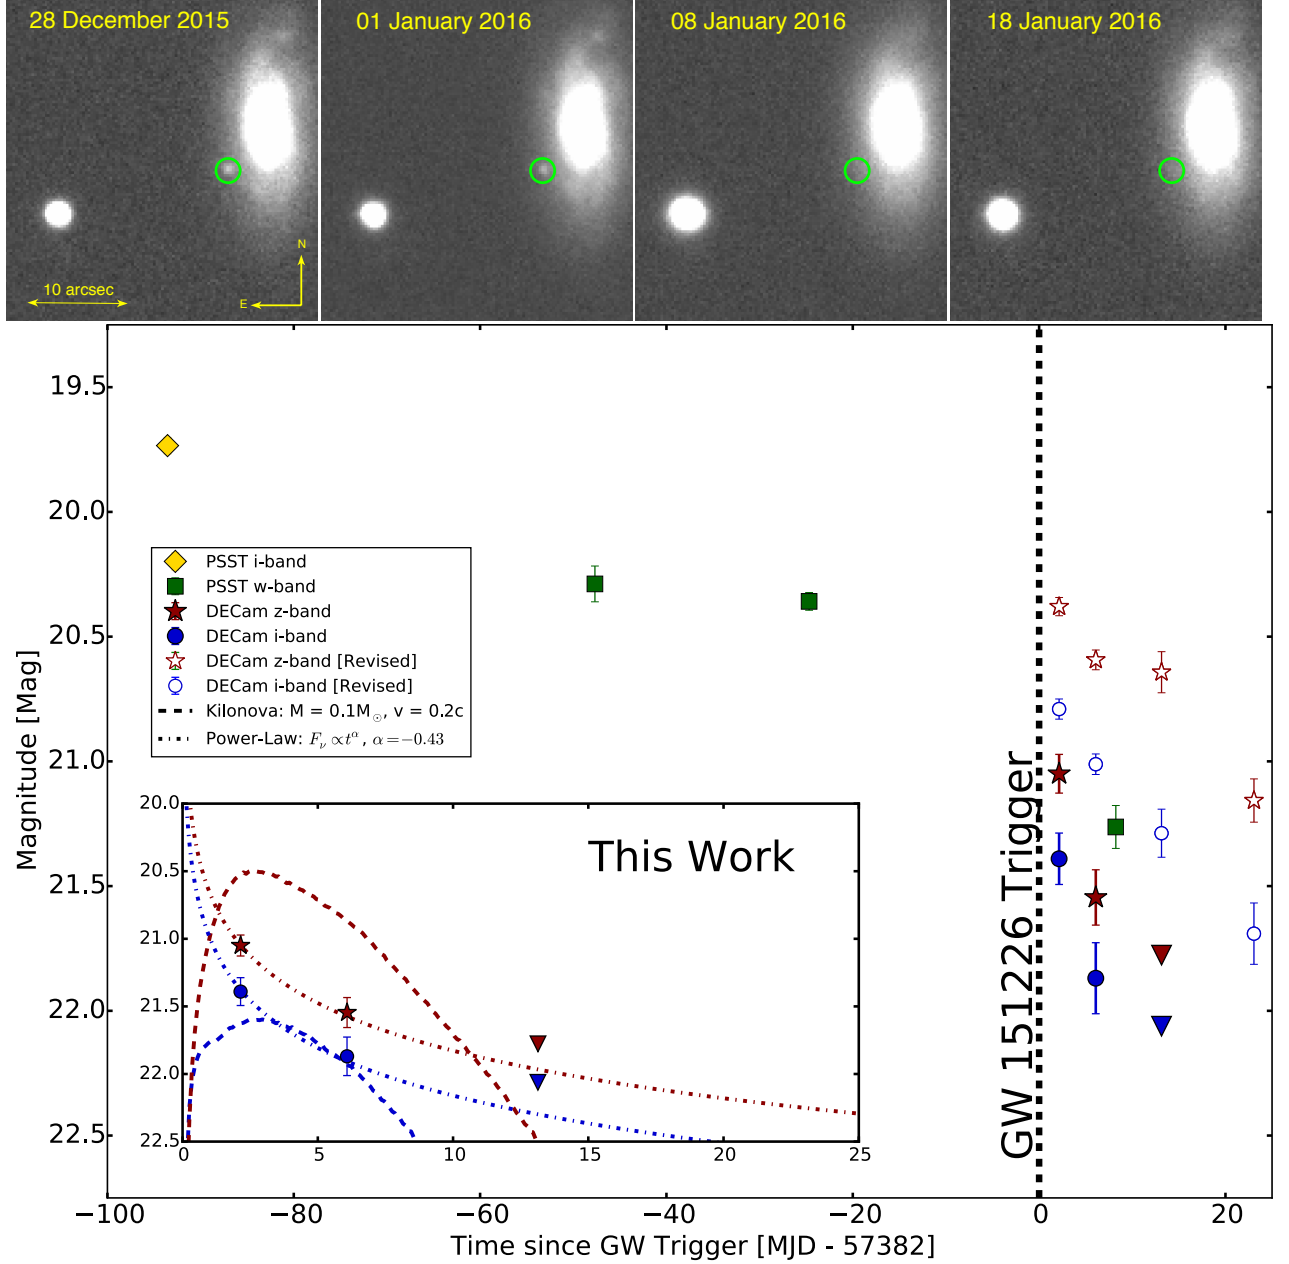 28 December 2015
01 January 2016
08 January 2016
18 January 2016
N
E
10 arcsec
19.5
20.0
20.5
21.0
21.5
22.0
22.5
Magnitude [Mag]
PSST i-band
PSST w-band
DECam z-band
DECam i-band
DECam z-band [Revised]
DECam i-band [Revised]
Kilonova: M = 0.1M☉, v = 0.2c
Power-Law: Fν ∝ t^α, α = −0.43
This Work
20.0
20.5
21.0
21.5
22.0
22.5
0 5 10 15 20 25
GW 151226 Trigger
−100 −80 −60 −40 −20 0 20
Time since GW Trigger [MJD - 57382]